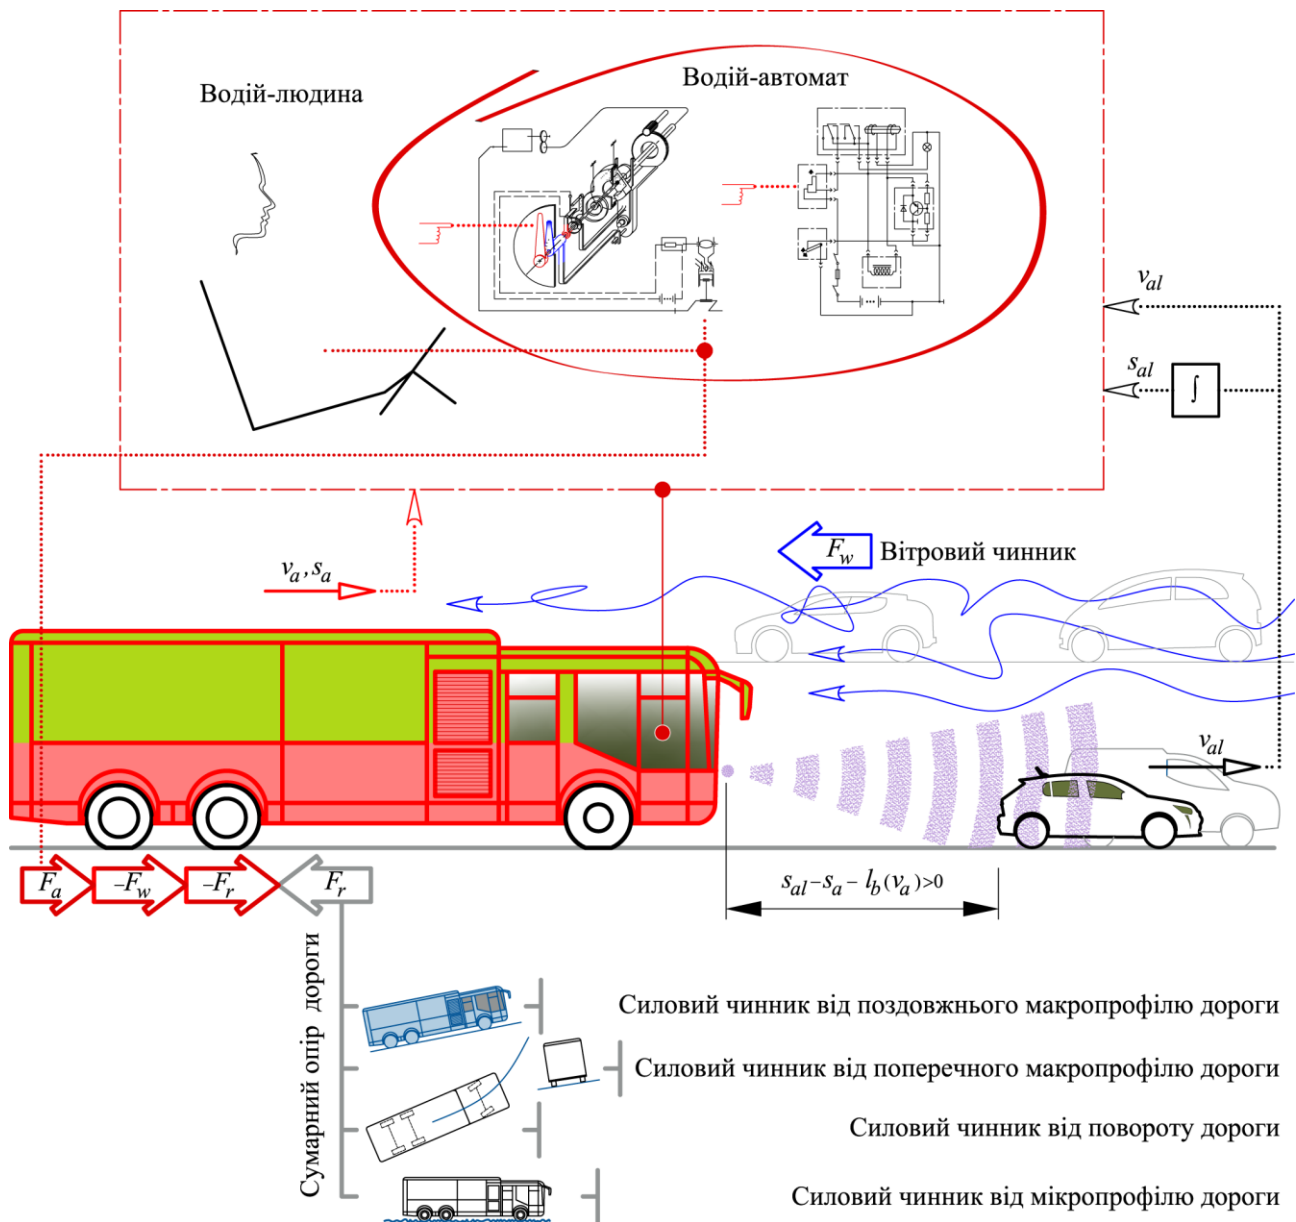 Водій-людина
Водій-автомат
v_al
s_al
∫
v_a, s_a
F_w
Вітровий чинник
v_al
F_a
–F_w
–F_r
F_r
s_al – s_a – l_b(v_a)>0
Сумарний опір дороги
Силовий чинник від поздовжнього макропрофілю дороги
Силовий чинник від поперечного макропрофілю дороги
Силовий чинник від повороту дороги
Силовий чинник від мікропрофілю дороги